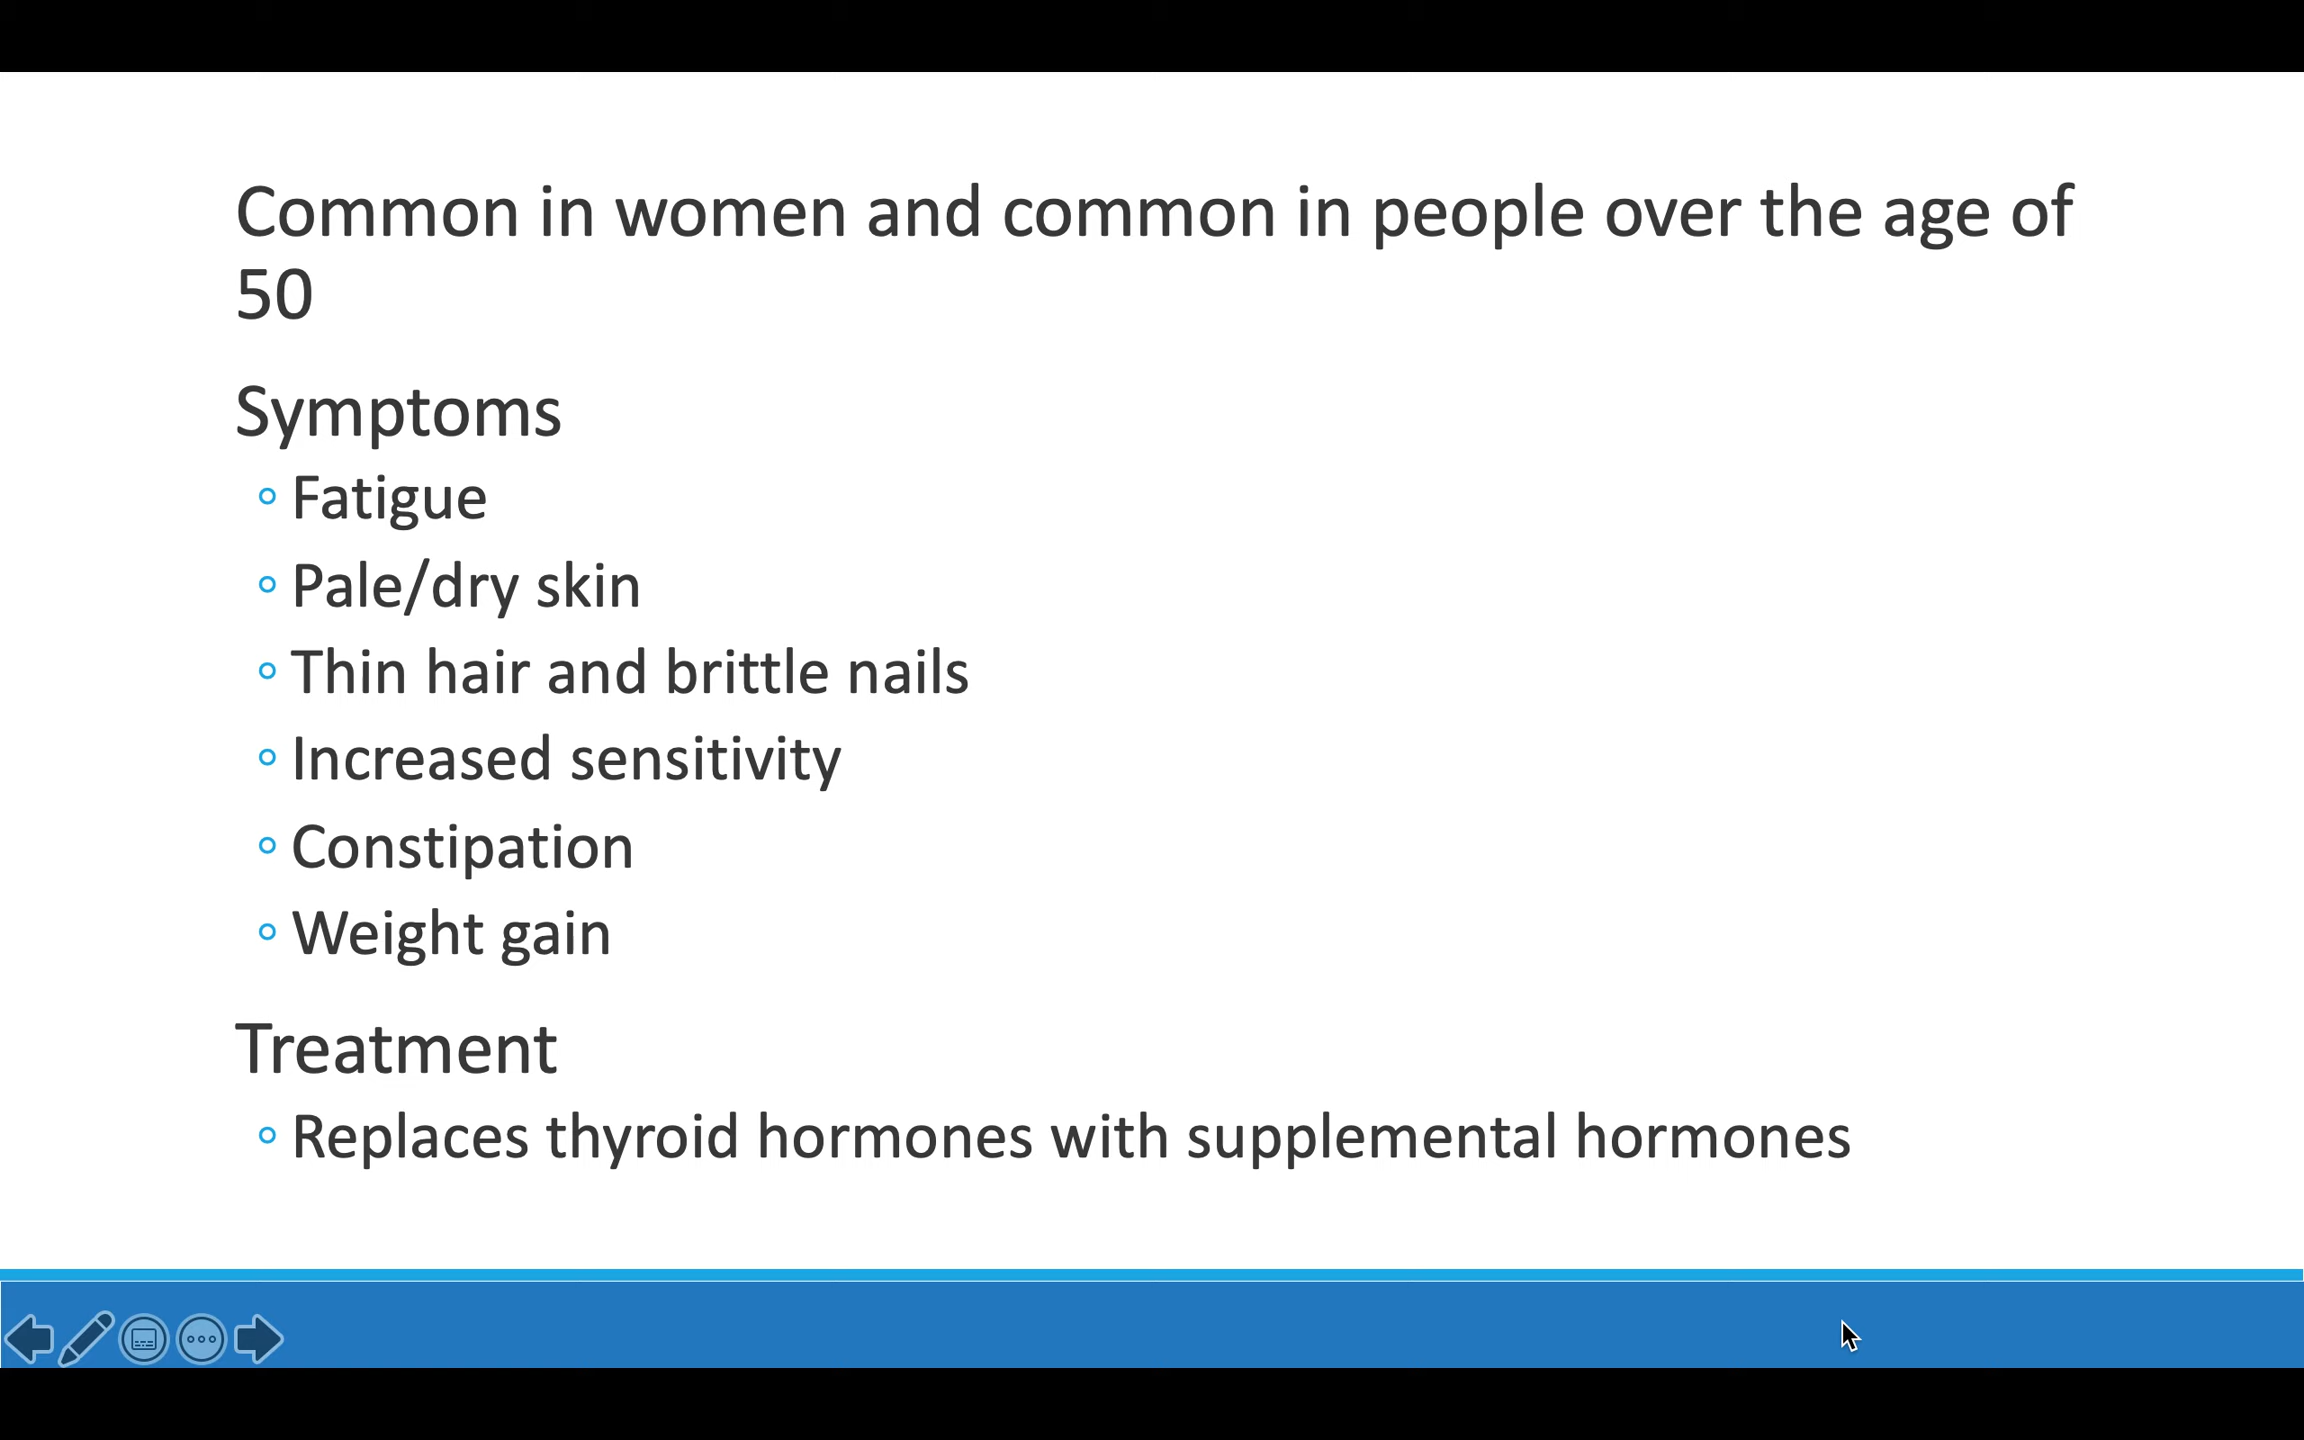 Common in women and common in people over the age of
50
Symptoms
Fatigue
Pale/dry skin
Thin hair and brittle nails
Increased sensitivity
Constipation
Weight gain
Treatment
Replaces thyroid hormones with supplemental hormones